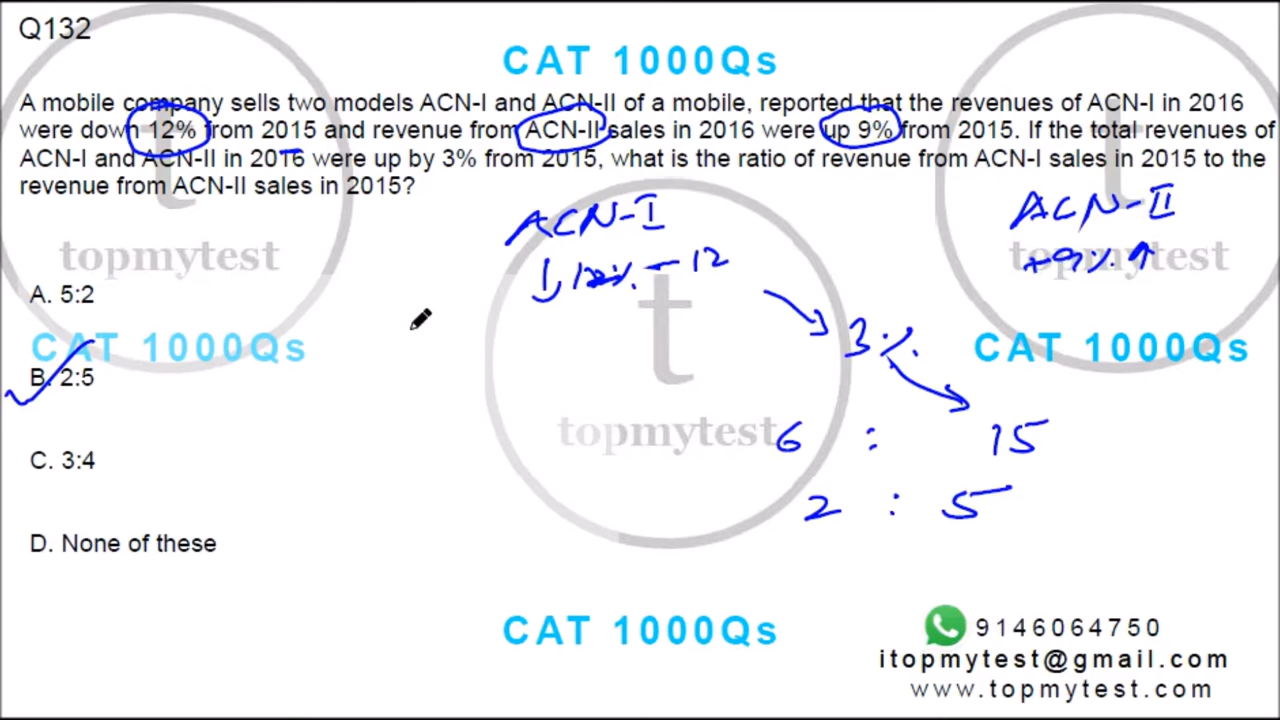 Q132
CAT 1000Qs
A mobile company sells two models ACN-I and ACN-II of a mobile, reported that the revenues of ACN-I in 2016
were down 12% from 2015 and revenue from ACN-II sales in 2016 were up 9% from 2015. If the total revenues of
ACN-I and ACN-II in 2016 were up by 3% from 2015, what is the ratio of revenue from ACN-I sales in 2015 to the
revenue from ACN-II sales in 2015?
ACN-I
ACN-II
topmytest
topmytest
- 12
+9% ↑
A. 5:2
3%
CAT 1000Qs
CAT 1000Qs
B. 2:5
topmytest
6 : 15
C. 3:4
2 : 5
D. None of these
CAT 1000Qs
9146064750
itopmytest@gmail.com
www.topmytest.com